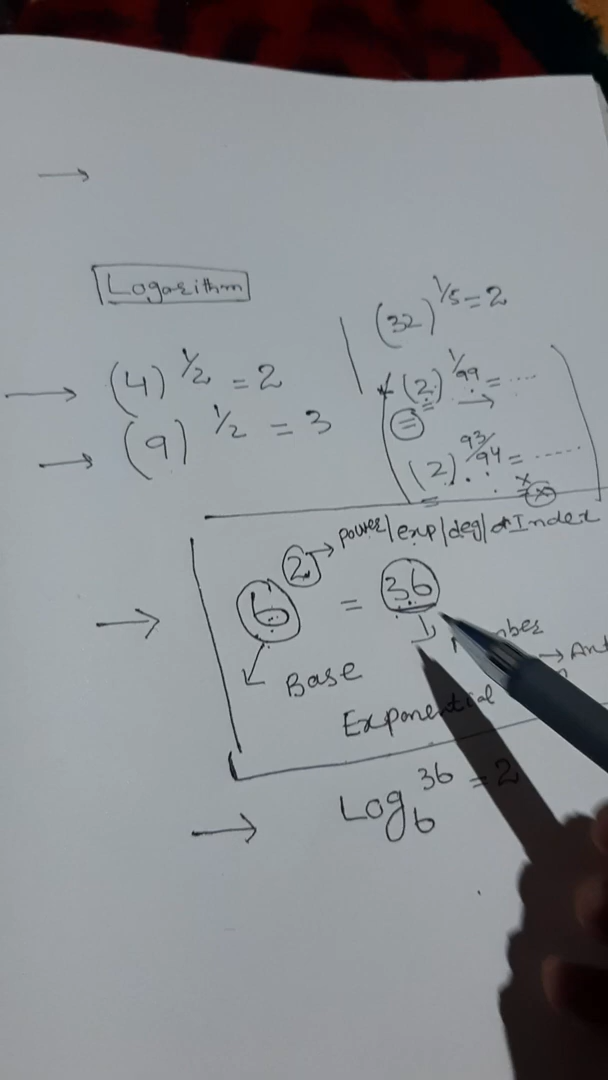 Logarithm
(4)^1/2 = 2
(9)^1/2 = 3
(32)^1/5 = 2
(2)^1/99 = ....
(2)^93/94 = .....
power/exp/deg/ Index
6^2 = 36
Base
Exponential
Log_6 36 = 2